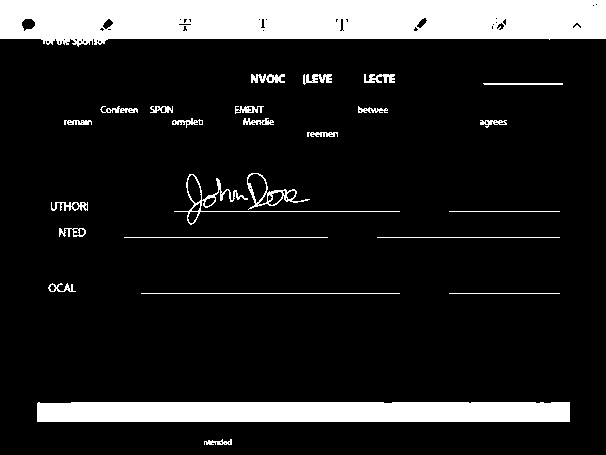 for the Sponsor
NVOIC (LEVE LECTE
Conferen SPON EMENT betwee
remain ompleti Mendie agrees
reemen
UTHORI John Doe
NTED
OCAL
ntended